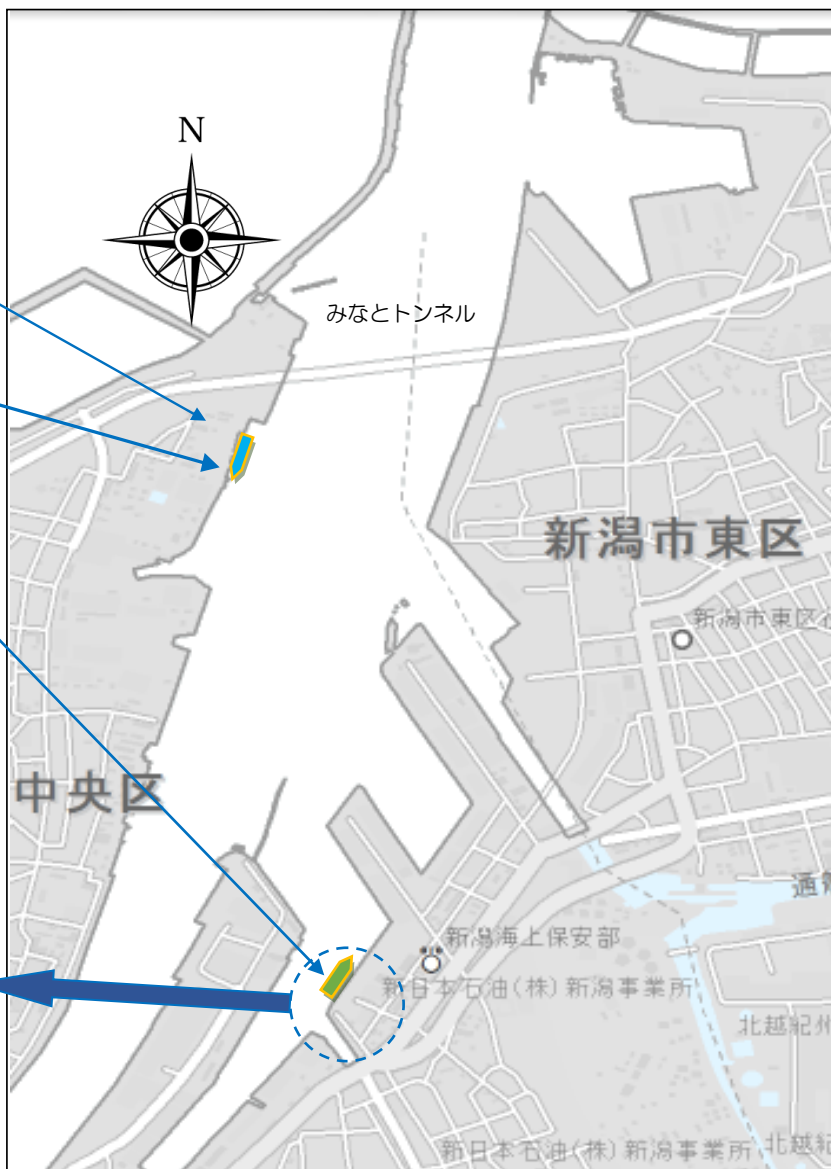 N
みなとトンネル
新潟市東区
新潟市東区
中央区
通
新潟海上保安部
新日本石油(株)新潟事業所
北越紀州
新日本石油(株)新潟事業所
北越紀